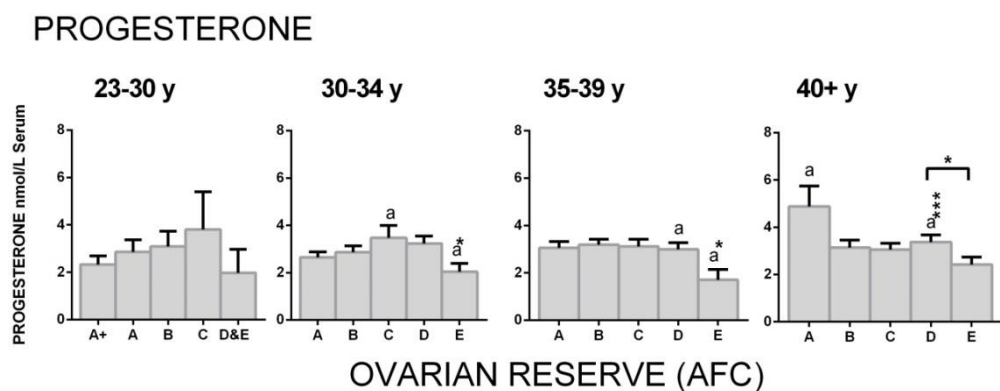 PROGESTERONE
23-30 y
30-34 y
35-39 y
40+ y
PROGESTERONE nmol/L Serum
8
6
4
2
0
A+ A B C D&E
8
6
4
2
0
a
a*
A B C D E
8
6
4
2
0
a
a*
A B C D E
8
6
4
2
0
a
a***
*
A B C D E
OVARIAN RESERVE (AFC)